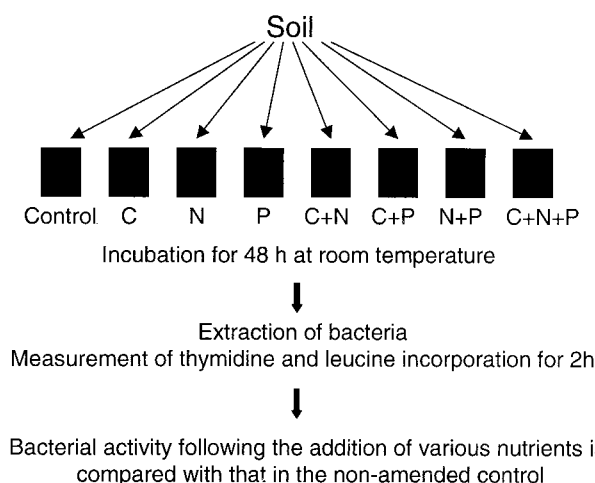 Soil
Control C N P C+N C+P N+P C+N+P
Incubation for 48 h at room temperature
Extraction of bacteria
Measurement of thymidine and leucine incorporation for 2h
Bacterial activity following the addition of various nutrients i
compared with that in the non-amended control